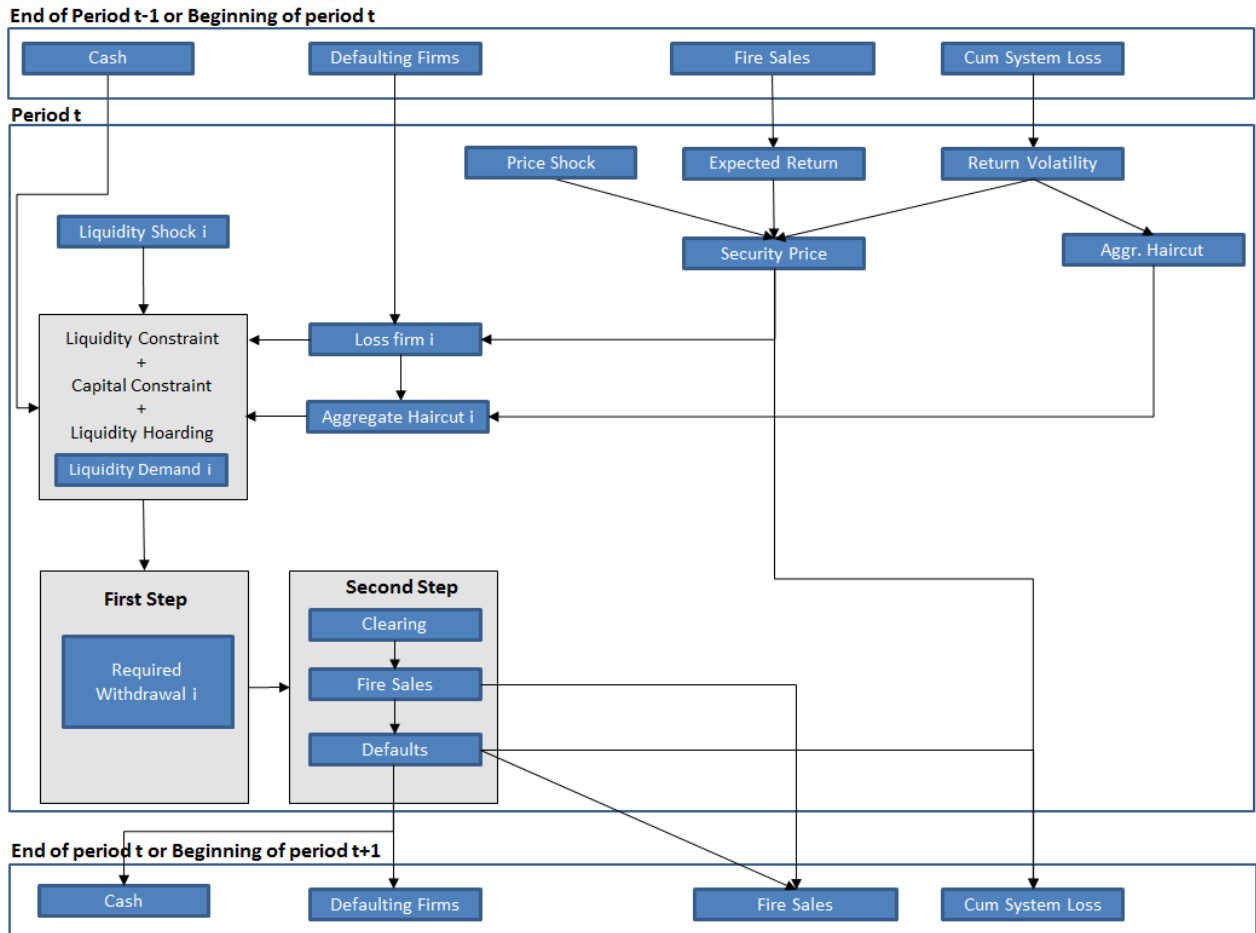 End of Period t-1 or Beginning of period t
Cash
Defaulting Firms
Fire Sales
Cum System Loss
Period t
Price Shock
Expected Return
Return Volatility
Liquidity Shock i
Security Price
Aggr. Haircut
Liquidity Constraint
+
Capital Constraint
+
Liquidity Hoarding
Liquidity Demand i
Loss firm i
Aggregate Haircut i
First Step
Required
Withdrawal i
Second Step
Clearing
Fire Sales
Defaults
End of period t or Beginning of period t+1
Cash
Defaulting Firms
Fire Sales
Cum System Loss